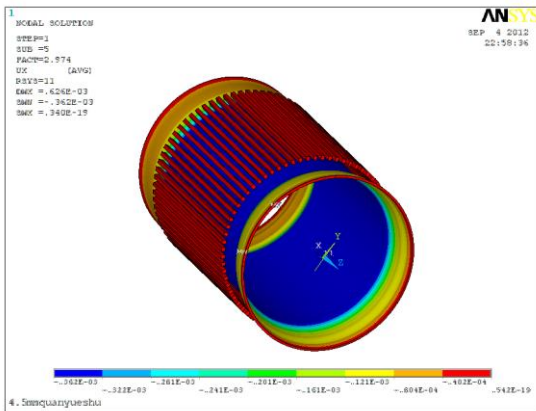 1
NODAL SOLUTION
STEP=1
SUB =5
FACT=2.974
UX (AVG)
RSYS=11
DMX =.626E-03
SMN =-.362E-03
SMX =.340E-19
ANSYS
SEP 4 2012
22:58:36
X Y Z
-.362E-03 -.322E-03 -.281E-03 -.241E-03 -.201E-03 -.161E-03 -.121E-03 -.804E-04 -.402E-04 .542E-19
4.5mmquanyueshu